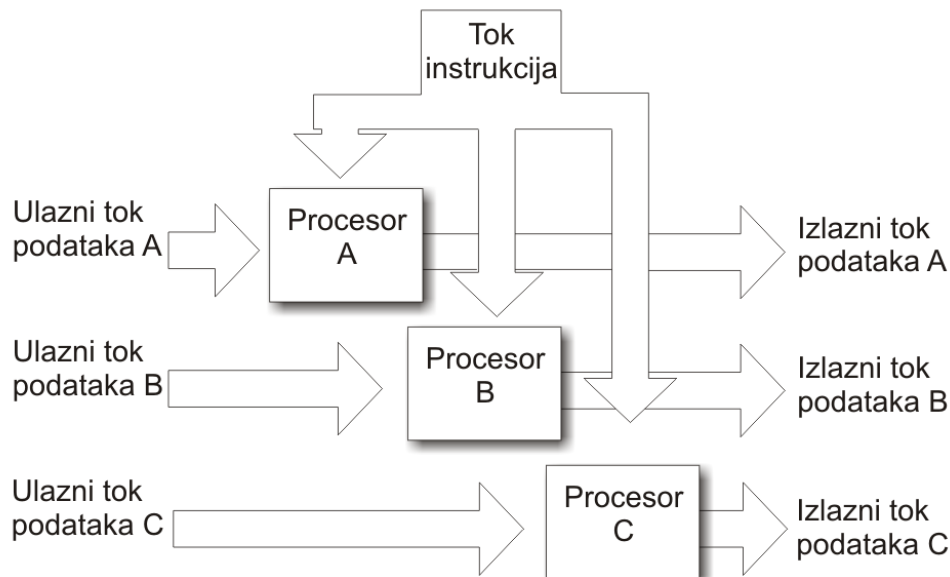 Tok
instrukcija
Ulazni tok
podataka A
Procesor
A
Izlazni tok
podataka A
Ulazni tok
podataka B
Procesor
B
Izlazni tok
podataka B
Ulazni tok
podataka C
Procesor
C
Izlazni tok
podataka C